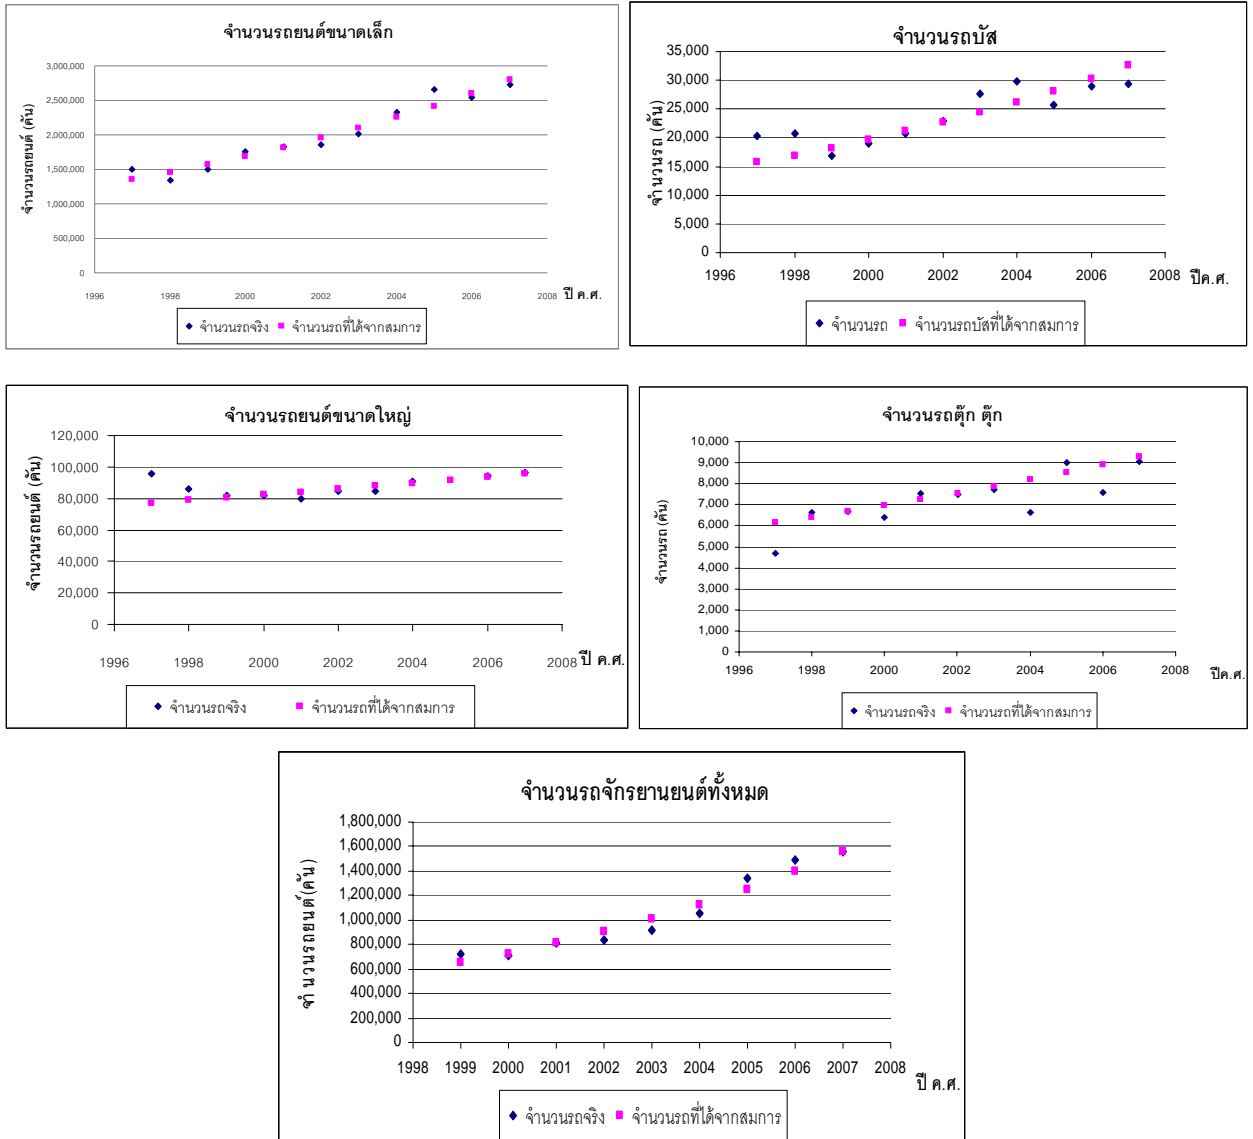 จำนวนรถยนต์ขนาดเล็ก
จำนวนรถยนต์ (คัน)
3,000,000
2,500,000
2,000,000
1,500,000
1,000,000
500,000
0
1996 1998 2000 2002 2004 2006 2008
ปี ค.ศ.
จำนวนรถจริง จำนวนรถที่ได้จากสมการ
จำนวนรถบัส
จำนวนรถ (คัน)
35,000
30,000
25,000
20,000
15,000
10,000
5,000
0
1996 1998 2000 2002 2004 2006 2008
ปีค.ศ.
จำนวนรถ จำนวนรถบัสที่ได้จากสมการ
จำนวนรถยนต์ขนาดใหญ่
จำนวนรถยนต์ (คัน)
120,000
100,000
80,000
60,000
40,000
20,000
0
1996 1998 2000 2002 2004 2006 2008
ปี ค.ศ.
จำนวนรถจริง จำนวนรถที่ได้จากสมการ
จำนวนรถตุ๊ก ตุ๊ก
จำนวนรถ (คัน)
10,000
9,000
8,000
7,000
6,000
5,000
4,000
3,000
2,000
1,000
0
1996 1998 2000 2002 2004 2006 2008
ปีค.ศ.
จำนวนรถจริง จำนวนรถที่ได้จากสมการ
จำนวนรถจักรยานยนต์ทั้งหมด
จำนวนรถยนต์(คัน)
1,800,000
1,600,000
1,400,000
1,200,000
1,000,000
800,000
600,000
400,000
200,000
0
1998 1999 2000 2001 2002 2003 2004 2005 2006 2007 2008
ปี ค.ศ.
จำนวนรถจริง จำนวนรถที่ได้จากสมการ